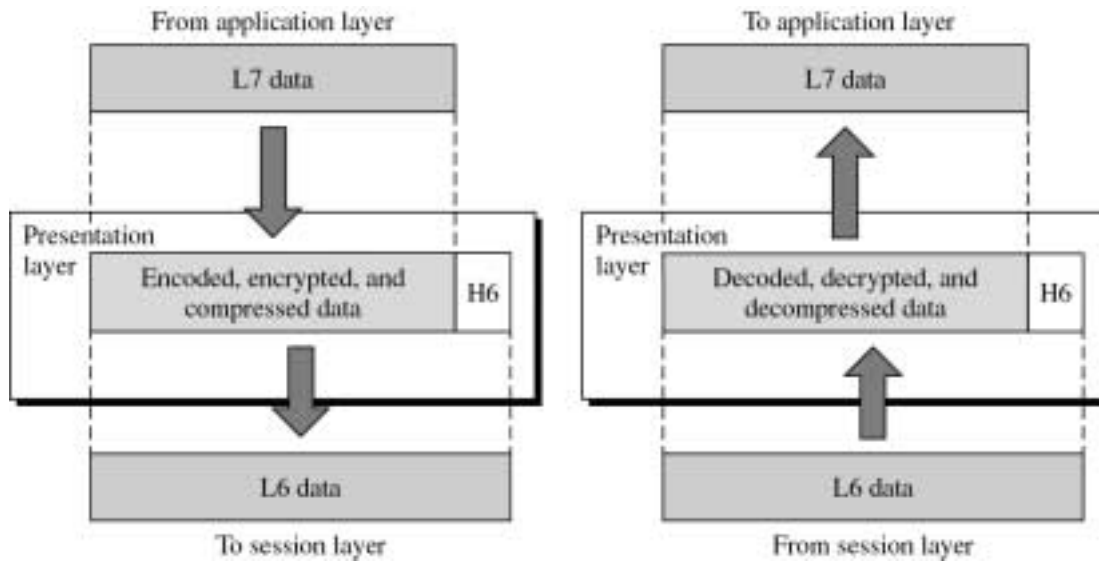 From application layer
L7 data
Presentation
layer
Encoded, encrypted, and
compressed data
H6
L6 data
To session layer
To application layer
L7 data
Presentation
layer
Decoded, decrypted, and
decompressed data
H6
L6 data
From session layer